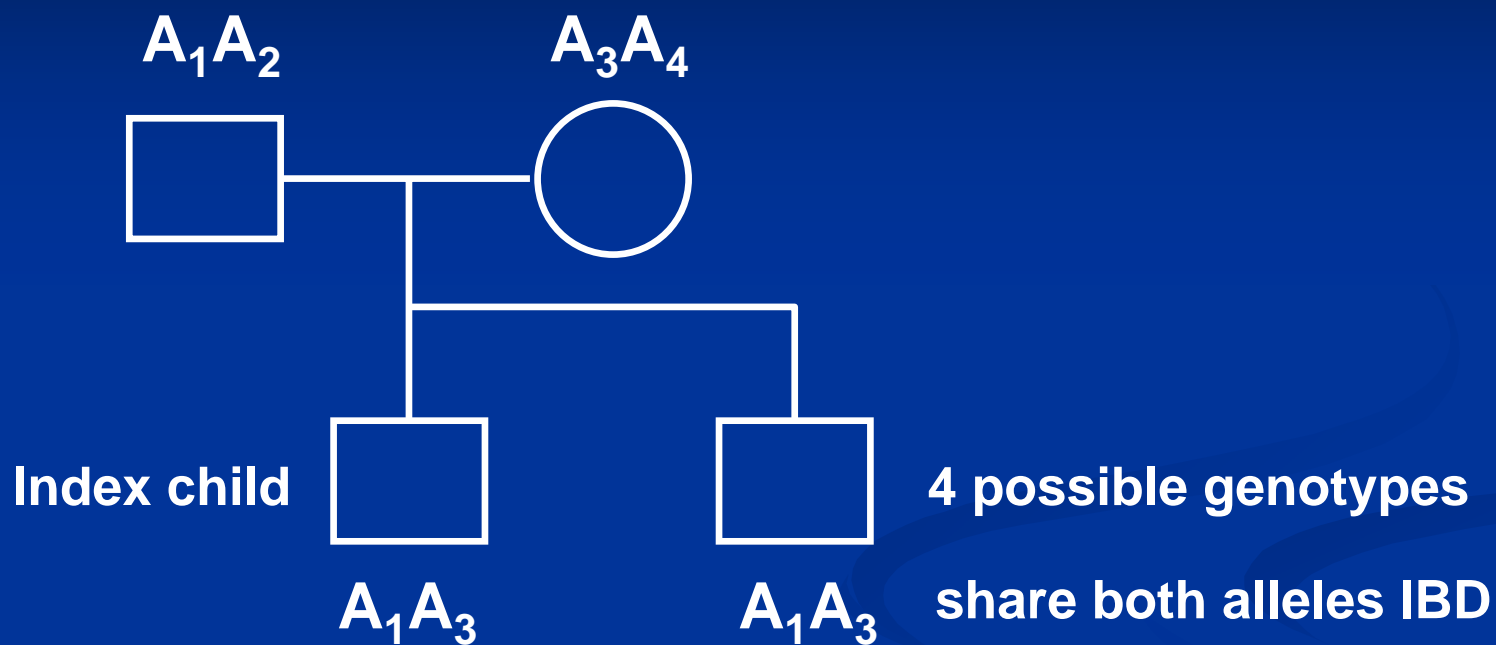 A₁A₂ A₃A₄
Index child 4 possible genotypes
A₁A₃ A₁A₃ share both alleles IBD